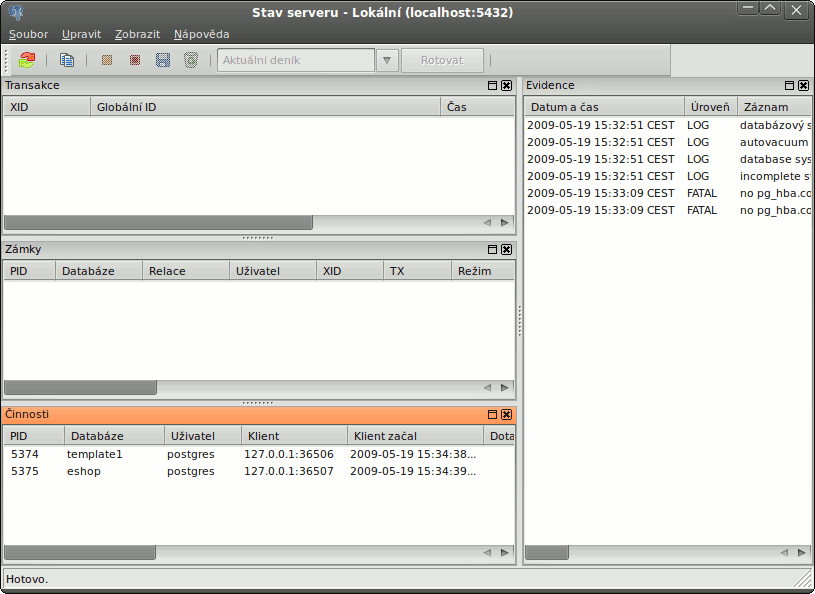 Stav serveru - Lokální (localhost:5432)
Soubor Upravit Zobrazit Nápověda
Aktuální deník Rotovat
Transakce
XID Globální ID Čas
Zámky
PID Databáze Relace Uživatel XID TX Režim
Činnosti
PID Databáze Uživatel Klient Klient začal Dota
5374 template1 postgres 127.0.0.1:36506 2009-05-19 15:34:38...
5375 eshop postgres 127.0.0.1:36507 2009-05-19 15:34:39...
Evidence
Datum a čas Úroveň Záznam
2009-05-19 15:32:51 CEST LOG databázový s
2009-05-19 15:32:51 CEST LOG autovacuum
2009-05-19 15:32:51 CEST LOG database sys
2009-05-19 15:32:51 CEST LOG incomplete s
2009-05-19 15:33:09 CEST FATAL no pg_hba.co
2009-05-19 15:33:09 CEST FATAL no pg_hba.co
Hotovo.